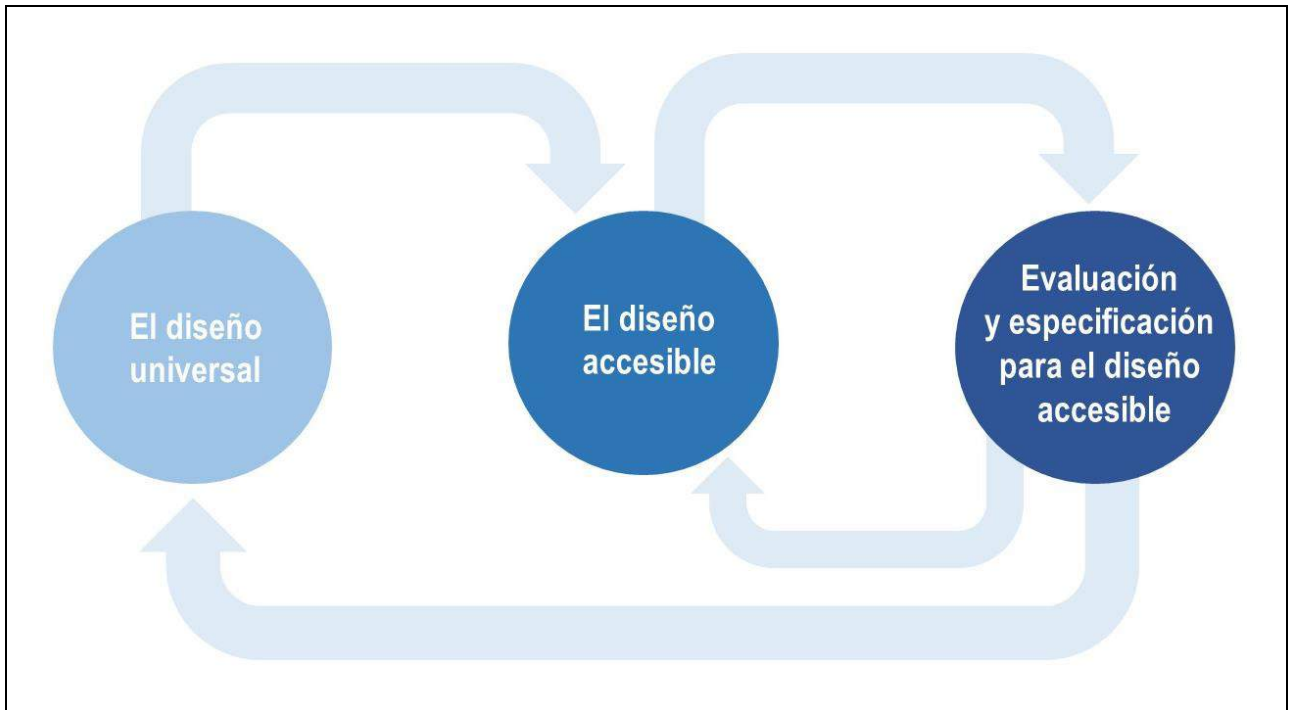 El diseño
universal
El diseño
accesible
Evaluación
y especificación
para el diseño
accesible